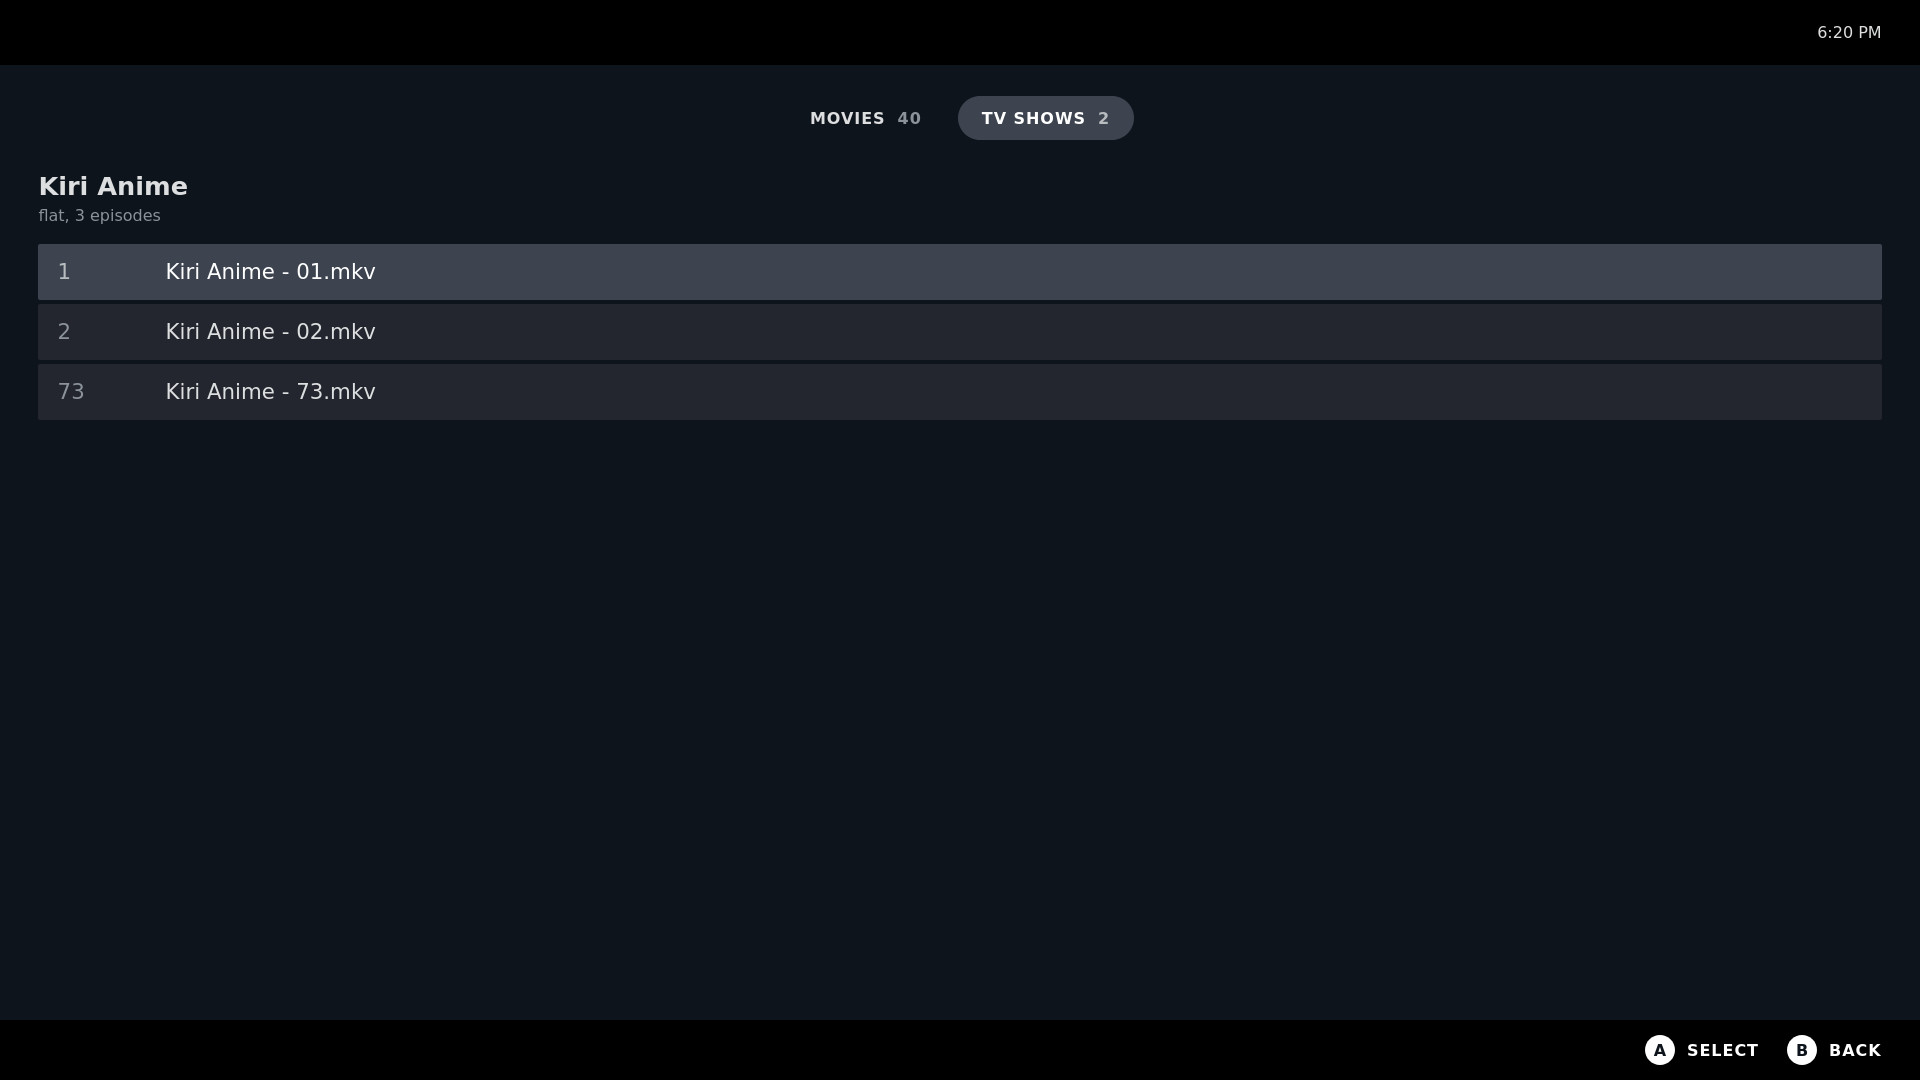 6:20 PM
MOVIES 40 TV SHOWS 2
Kiri Anime
flat, 3 episodes
1 Kiri Anime - 01.mkv
2 Kiri Anime - 02.mkv
73 Kiri Anime - 73.mkv
A SELECT B BACK